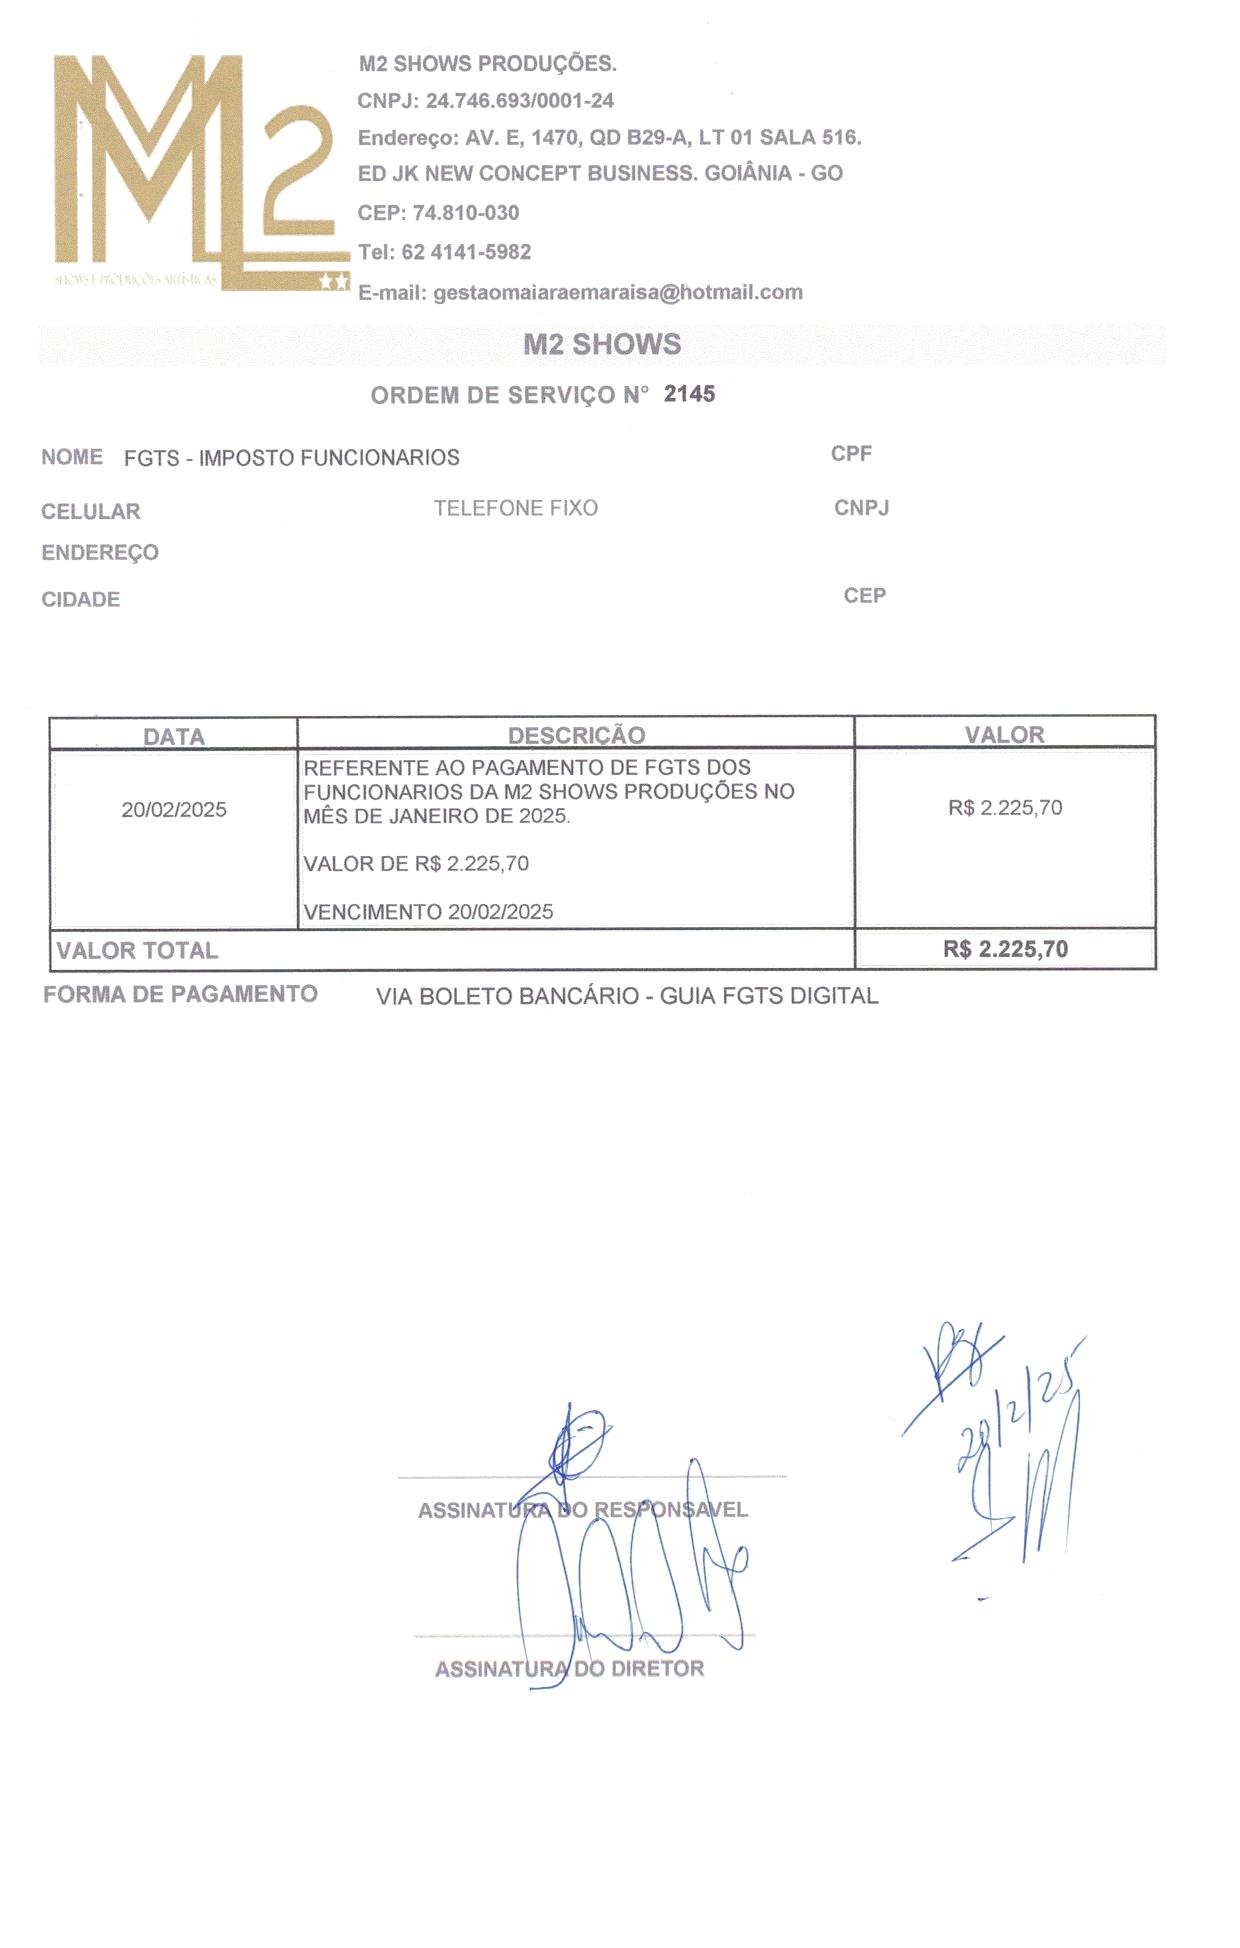 M2 SHOWS PRODUÇÕES.
CNPJ: 24.746.693/0001-24
Endereço: AV. E, 1470, QD B29-A, LT 01 SALA 516.
ED JK NEW CONCEPT BUSINESS. GOIÂNIA - GO
CEP: 74.810-030
Tel: 62 4141-5982
E-mail: gestaomaiaraemaraisa@hotmail.com
M2
SHOWS E PRODUÇÕES ARTÍSTICAS
M2 SHOWS
ORDEM DE SERVIÇO N° 2145
NOME FGTS - IMPOSTO FUNCIONARIOS CPF
CELULAR TELEFONE FIXO CNPJ
ENDEREÇO
CIDADE CEP
DATA DESCRIÇÃO VALOR
REFERENTE AO PAGAMENTO DE FGTS DOS
FUNCIONARIOS DA M2 SHOWS PRODUÇÕES NO
20/02/2025 MÊS DE JANEIRO DE 2025. R$ 2.225,70
VALOR DE R$ 2.225,70
VENCIMENTO 20/02/2025
VALOR TOTAL R$ 2.225,70
FORMA DE PAGAMENTO VIA BOLETO BANCÁRIO - GUIA FGTS DIGITAL
20/2/25
ASSINATURA DO RESPONSAVEL
ASSINATURA DO DIRETOR